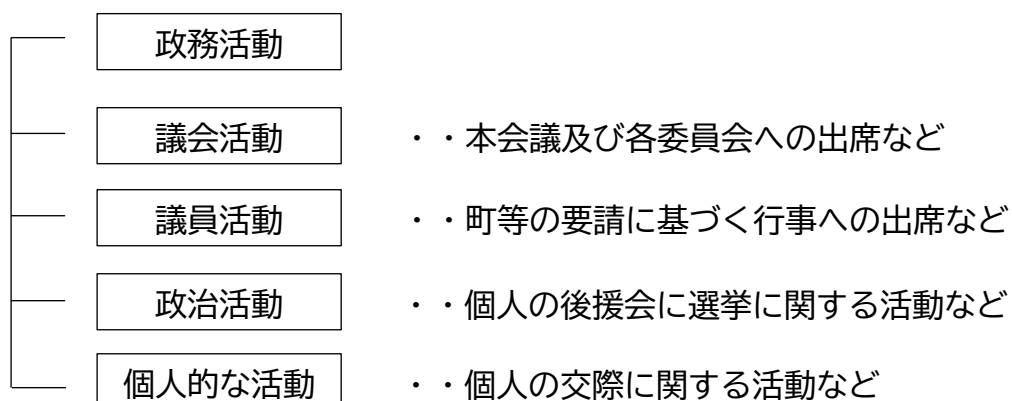 政務活動
議会活動 ・・本会議及び各委員会への出席など
議員活動 ・・町等の要請に基づく行事への出席など
政治活動 ・・個人の後援会に選挙に関する活動など
個人的な活動 ・・個人の交際に関する活動など